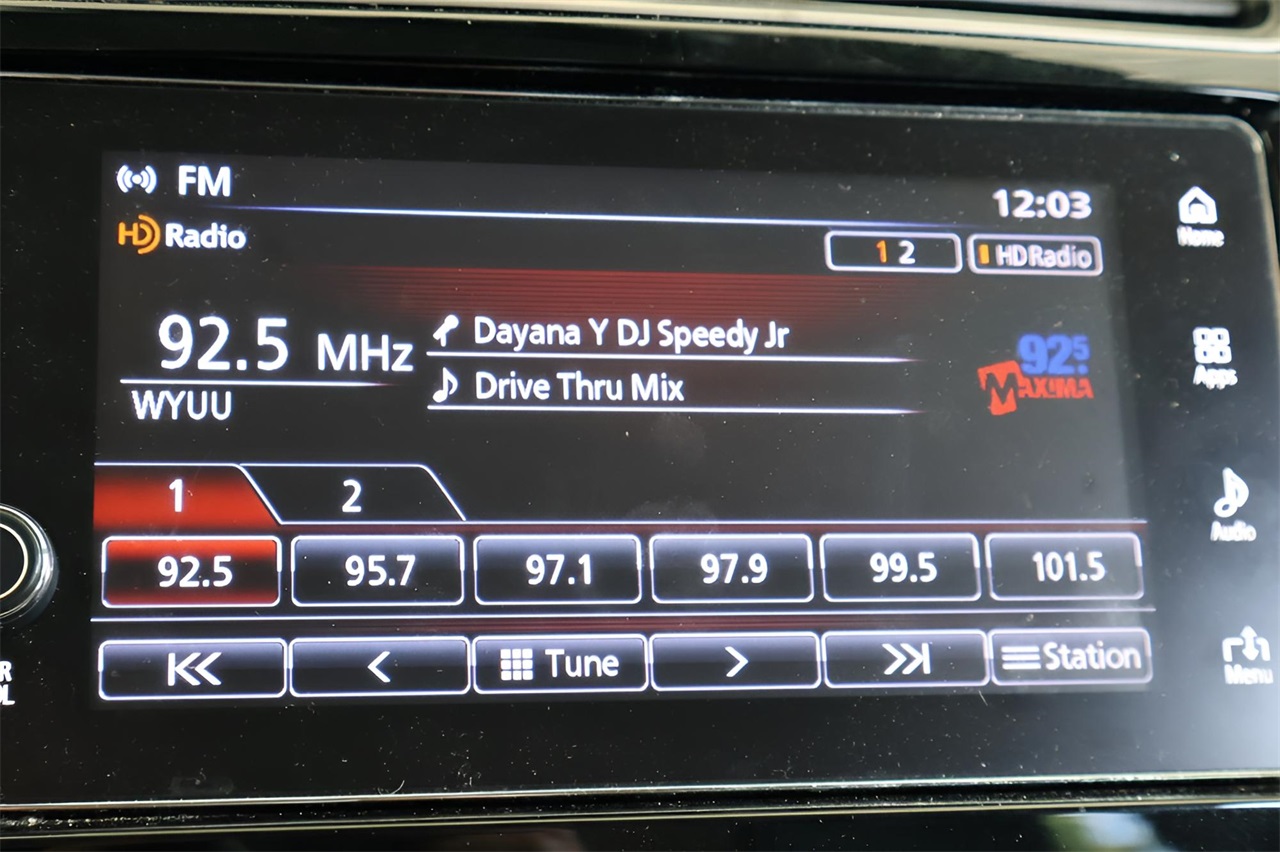 FM
12:03
HD Radio
1 2
HD Radio
92.5 MHz
Dayana Y DJ Speedy Jr
Drive Thru Mix
WYUU
92.5
MAXIMA
1 2
92.5 95.7 97.1 97.9 99.5 101.5
Tune
Station
Home
Apps
Audio
Menu